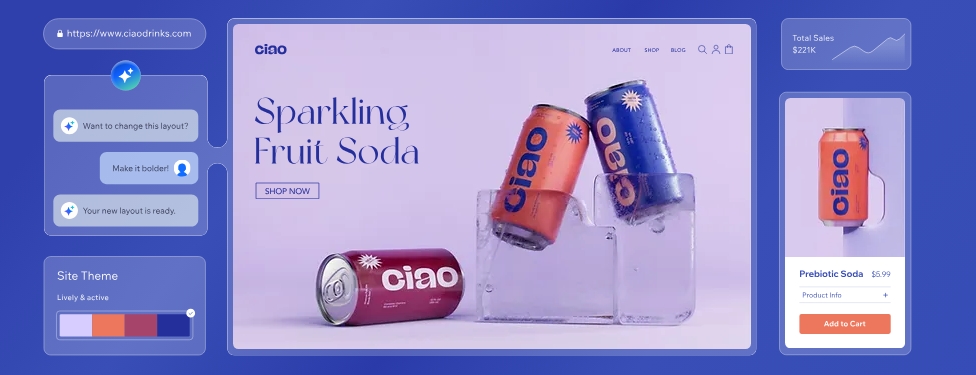 https://www.ciaodrinks.com
Want to change this layout?
Make it bolder!
Your new layout is ready.
Site Theme
Lively & active
ciao
ABOUT SHOP BLOG
Sparkling
Fruit Soda
SHOP NOW
ciao
ciao
ciao
Total Sales
$221K
ciao
Prebiotic Soda $5.99
Product Info +
Add to Cart